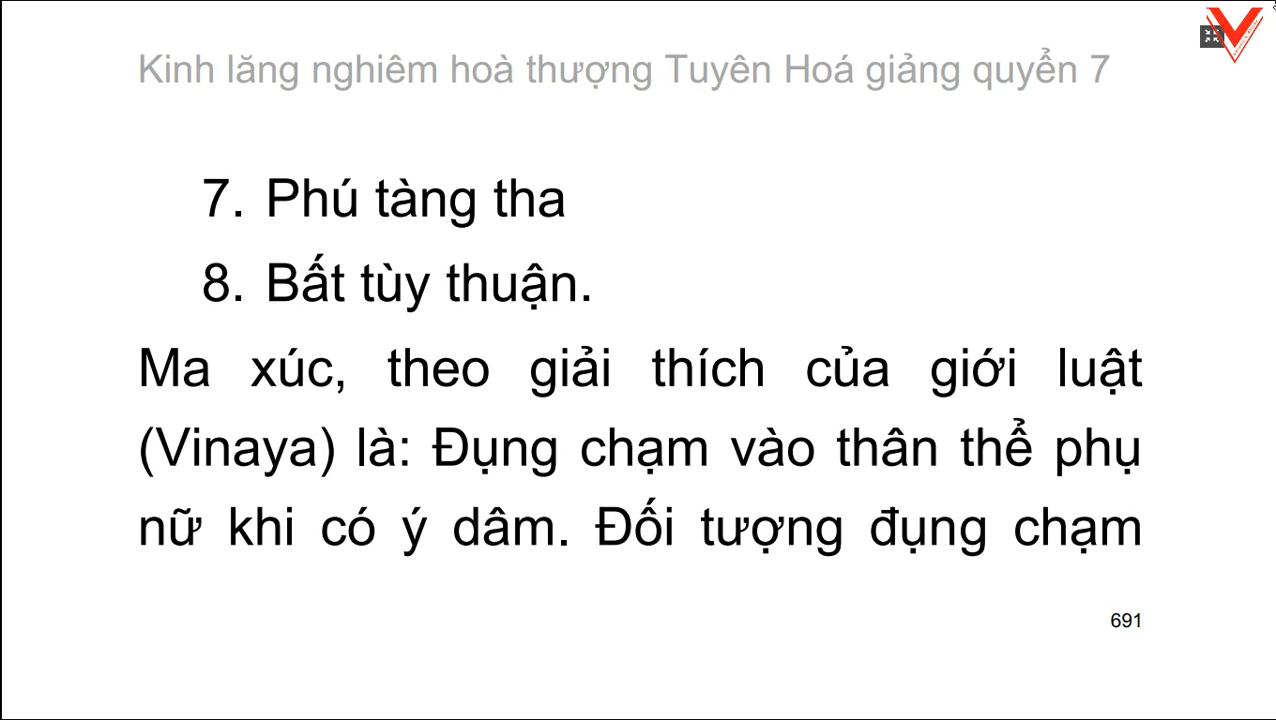 Kinh lăng nghiêm hoà thượng Tuyên Hoá giảng quyển 7
7. Phú tàng tha
8. Bất tùy thuận.
Ma xúc, theo giải thích của giới luật
(Vinaya) là: Đụng chạm vào thân thể phụ
nữ khi có ý dâm. Đối tượng đụng chạm
691